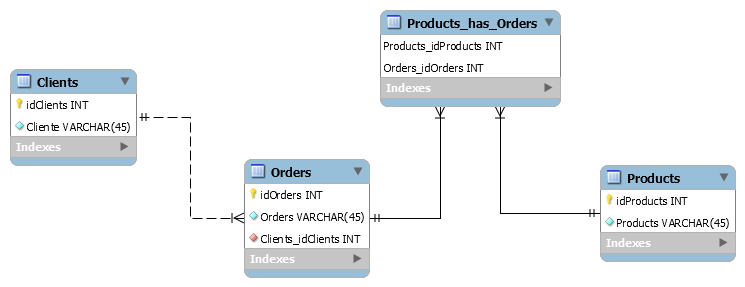 Products_has_Orders
Products_idProducts INT
Orders_idOrders INT
Indexes
Clients
idClients INT
Cliente VARCHAR(45)
Indexes
Orders
idOrders INT
Orders VARCHAR(45)
Clients_idClients INT
Indexes
Products
idProducts INT
Products VARCHAR(45)
Indexes